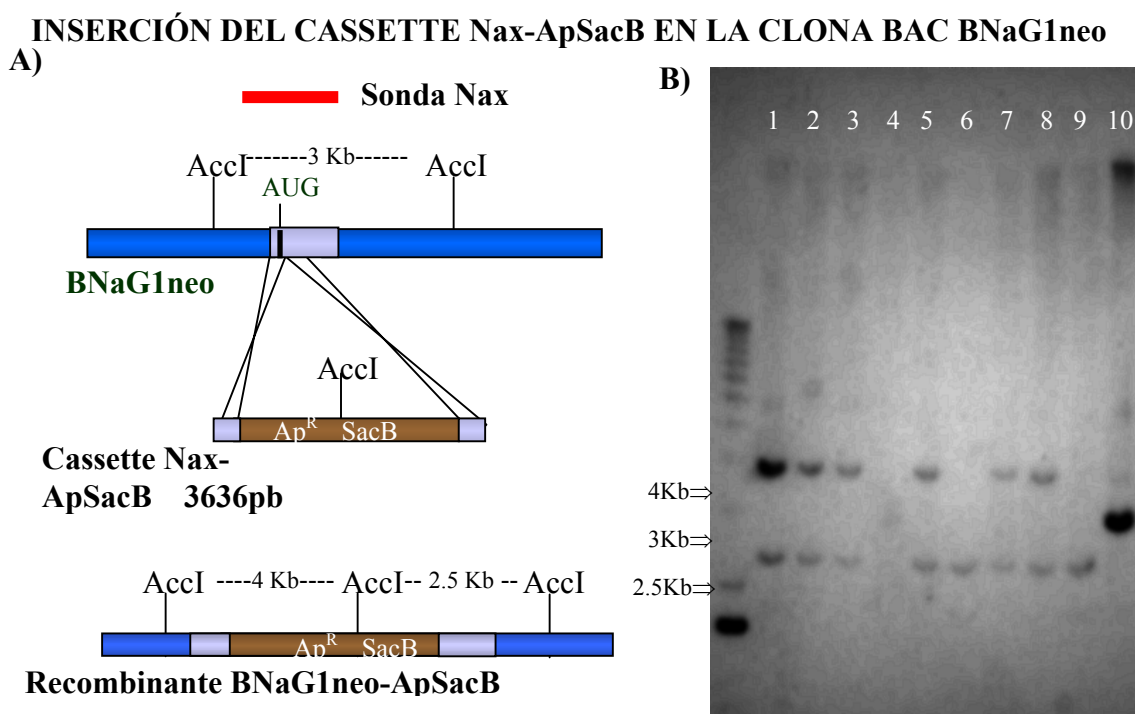 INSERCIÓN DEL CASSETTE Nax-ApSacB EN LA CLONA BAC BNaG1neo
A)
Sonda Nax
AccI -------3 Kb-------- AccI
AUG
BNaG1neo
AccI
Ap^R SacB
Cassette Nax-
ApSacB 3636pb
AccI ----4 Kb---- AccI -- 2.5 Kb -- AccI
Ap^R SacB
Recombinante BNaG1neo-ApSacB
B)
1 2 3 4 5 6 7 8 9 10
4Kb⇒
3Kb⇒
2.5Kb⇒